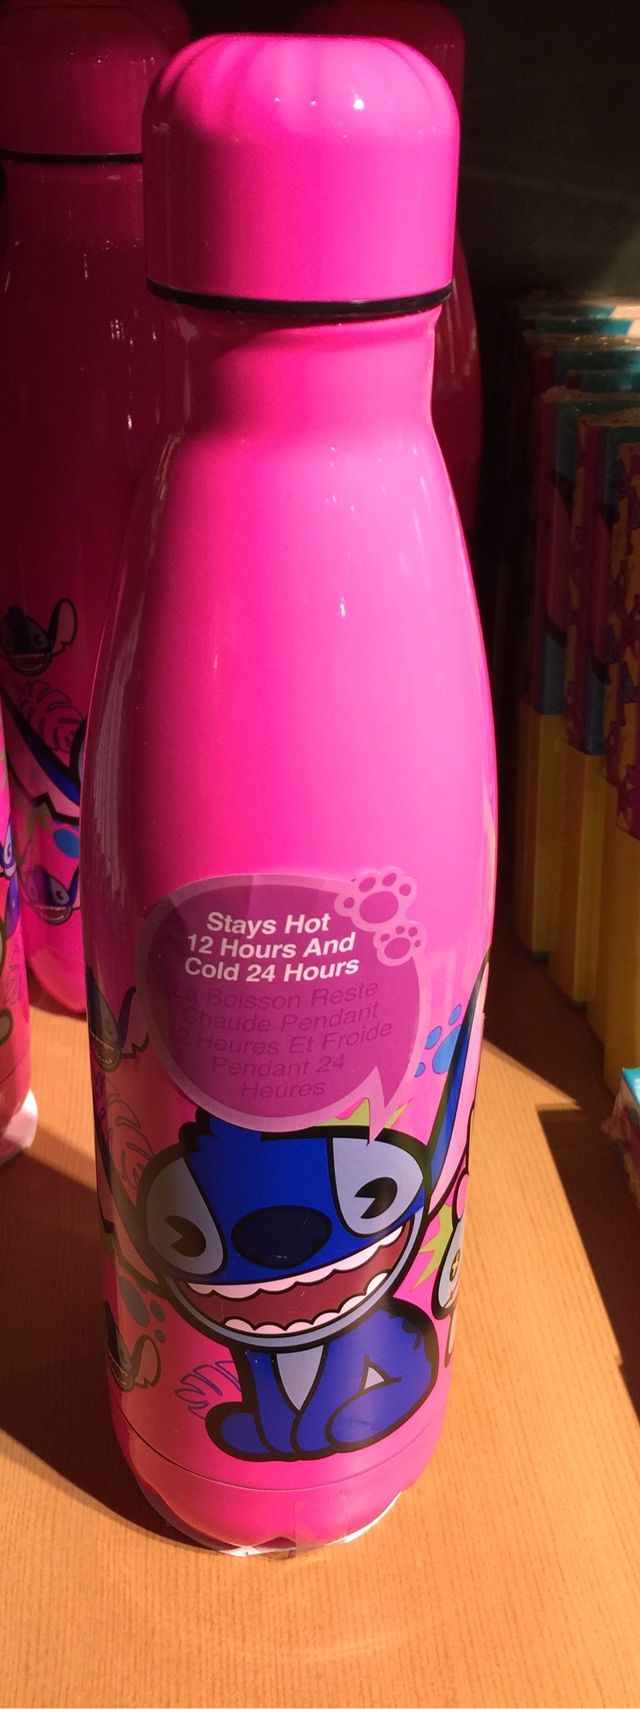 Stays Hot
12 Hours And
Cold 24 Hours
La Boisson Reste
Chaude Pendant
12 Heures Et Froide
Pendant 24
Heures